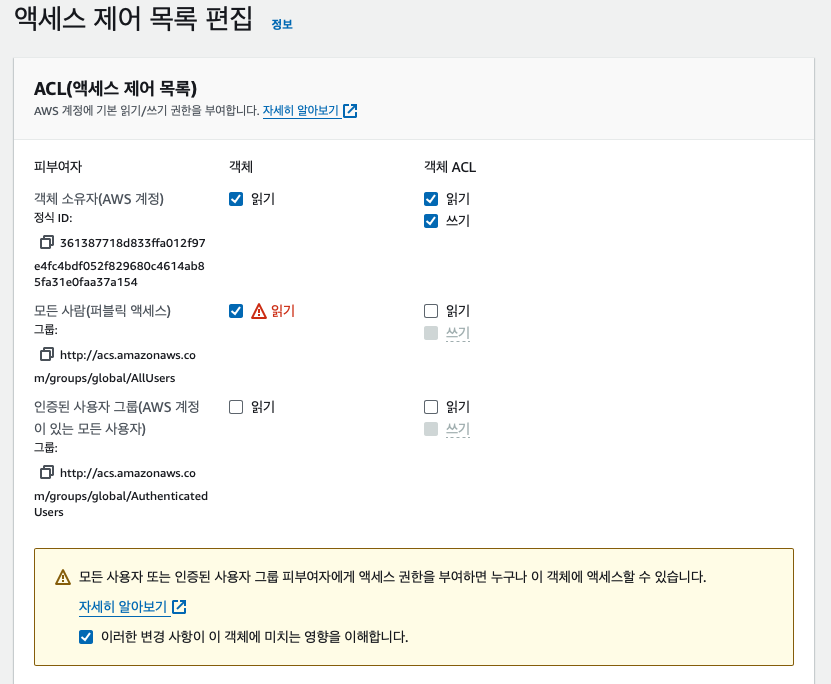 액세스 제어 목록 편집 정보
ACL(액세스 제어 목록)
AWS 계정에 기본 읽기/쓰기 권한을 부여합니다. 자세히 알아보기
피부여자 객체 객체 ACL
객체 소유자(AWS 계정) 읽기 읽기
정식 ID: 쓰기
361387718d833ffa012f97
e4fc4bdf052f829680c4614ab8
5fa31e0faa37a154
모든 사람(퍼블릭 액세스) 읽기 읽기
그룹: 쓰기
http://acs.amazonaws.co
m/groups/global/AllUsers
인증된 사용자 그룹(AWS 계정 읽기 읽기
이 있는 모든 사용자) 쓰기
그룹:
http://acs.amazonaws.co
m/groups/global/Authenticated
Users
모든 사용자 또는 인증된 사용자 그룹 피부여자에게 액세스 권한을 부여하면 누구나 이 객체에 액세스할 수 있습니다.
자세히 알아보기
이러한 변경 사항이 이 객체에 미치는 영향을 이해합니다.